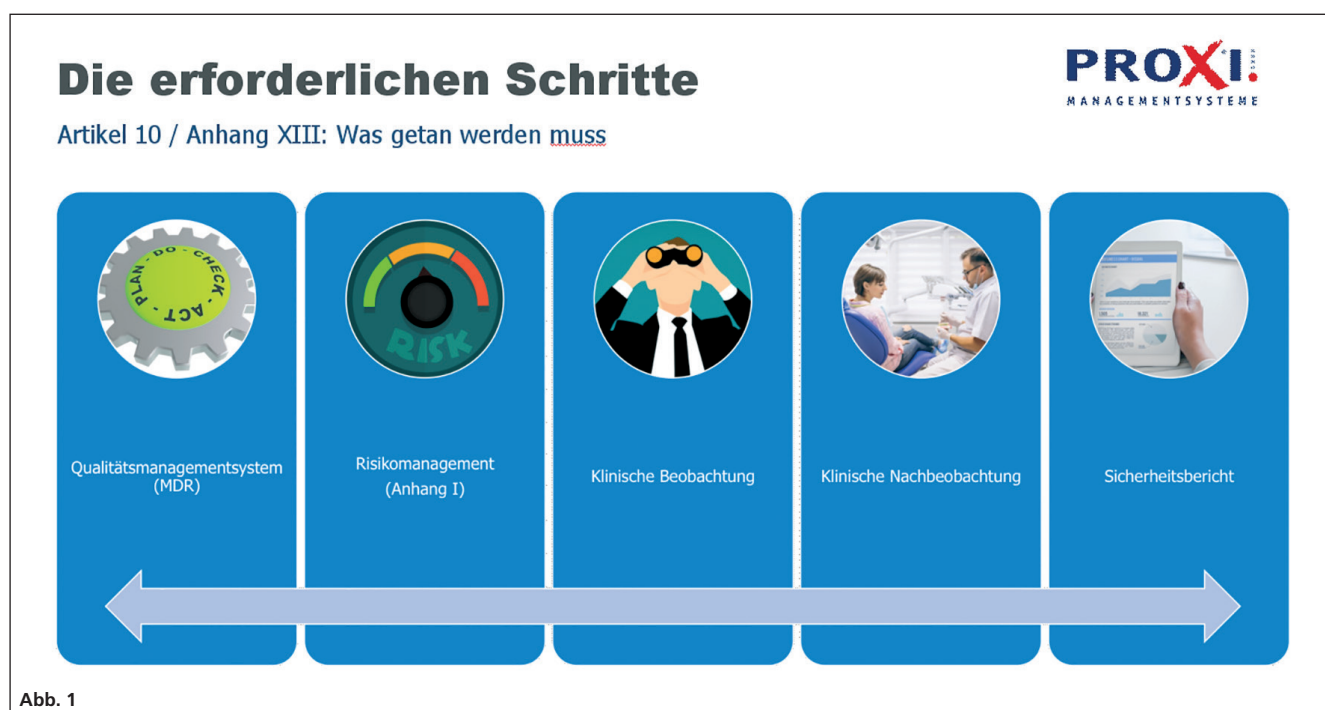 Die erforderlichen Schritte
PROXI.
MANAGEMENTSYSTEME
Artikel 10 / Anhang XIII: Was getan werden muss
PLAN - DO - CHECK - ACT -
RISK
Qualitätsmanagementsystem
(MDR)
Risikomanagement
(Anhang I)
Klinische Beobachtung
Klinische Nachbeobachtung
Sicherheitsbericht
Abb. 1